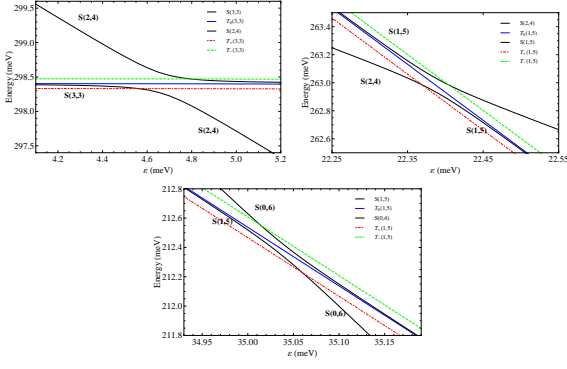 299.5
299.0
298.5
298.0
297.5
Energy (meV)
4.2
4.4
4.6
4.8
5.0
5.2
ε (meV)
S(2,4)
S(3,3)
S(2,4)
S(3,3)
T₀(3,3)
S(2,4)
T₊(3,3)
T₋(3,3)
263.4
263.2
263.0
262.8
262.6
Energy (meV)
22.25
22.35
22.45
22.55
ε (meV)
S(1,5)
S(2,4)
S(1,5)
S(2,4)
T₀(1,5)
S(1,5)
T₊(1,5)
T₋(1,5)
212.8
212.6
212.4
212.2
212.0
211.8
Energy (meV)
34.95
35.00
35.05
35.10
35.15
ε (meV)
S(0,6)
S(1,5)
S(0,6)
S(1,5)
T₀(1,5)
S(0,6)
T₊(1,5)
T₋(1,5)